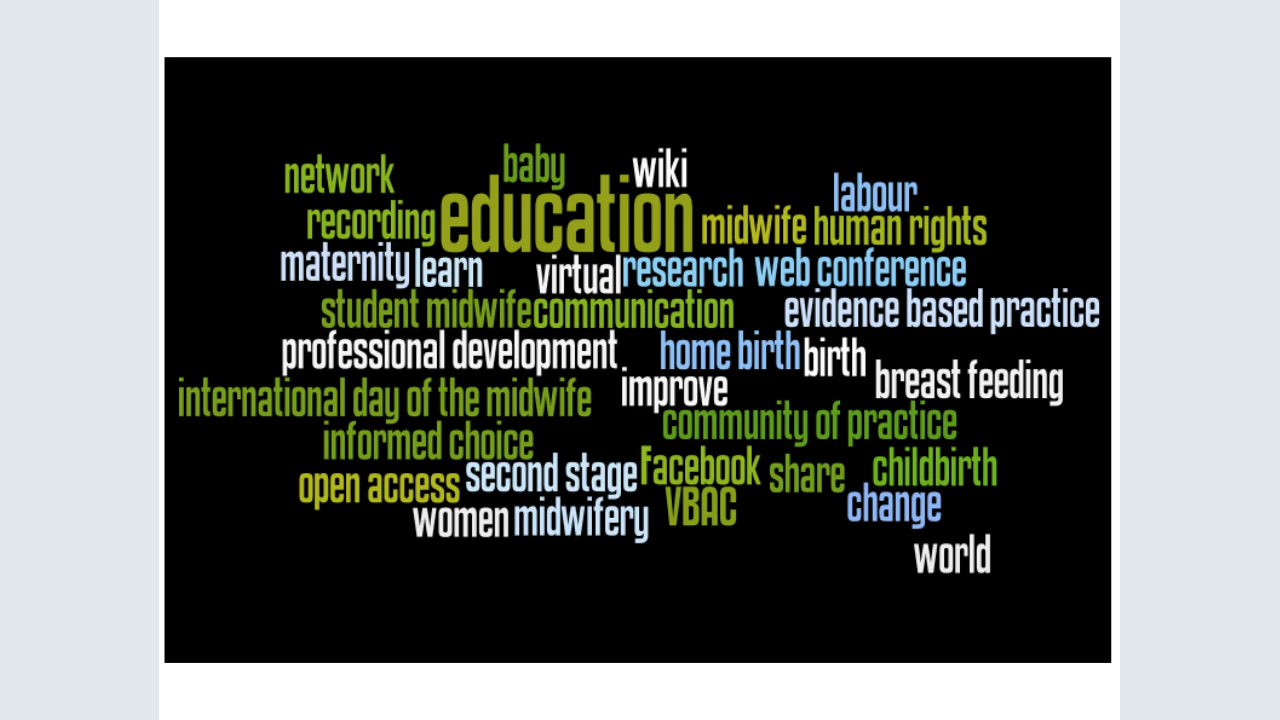 baby
wiki
network
labour
education
recording
midwife
human rights
maternity
learn
virtual
research
web conference
student midwife
communication
evidence based practice
professional development
home birth
birth
breast feeding
improve
international day of the midwife
community of practice
informed choice
Facebook
second stage
share
childbirth
open access
VBAC
change
women
midwifery
world